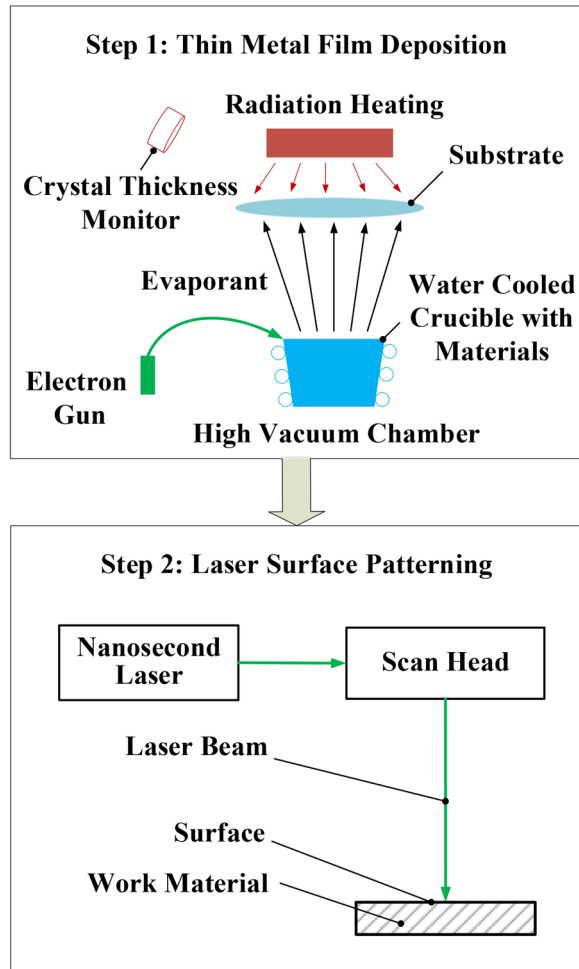 Step 1: Thin Metal Film Deposition
Radiation Heating
Substrate
Crystal Thickness
Monitor
Evaporant
Water Cooled
Crucible with
Materials
Electron
Gun
High Vacuum Chamber
Step 2: Laser Surface Patterning
Nanosecond
Laser
Scan Head
Laser Beam
Surface
Work Material